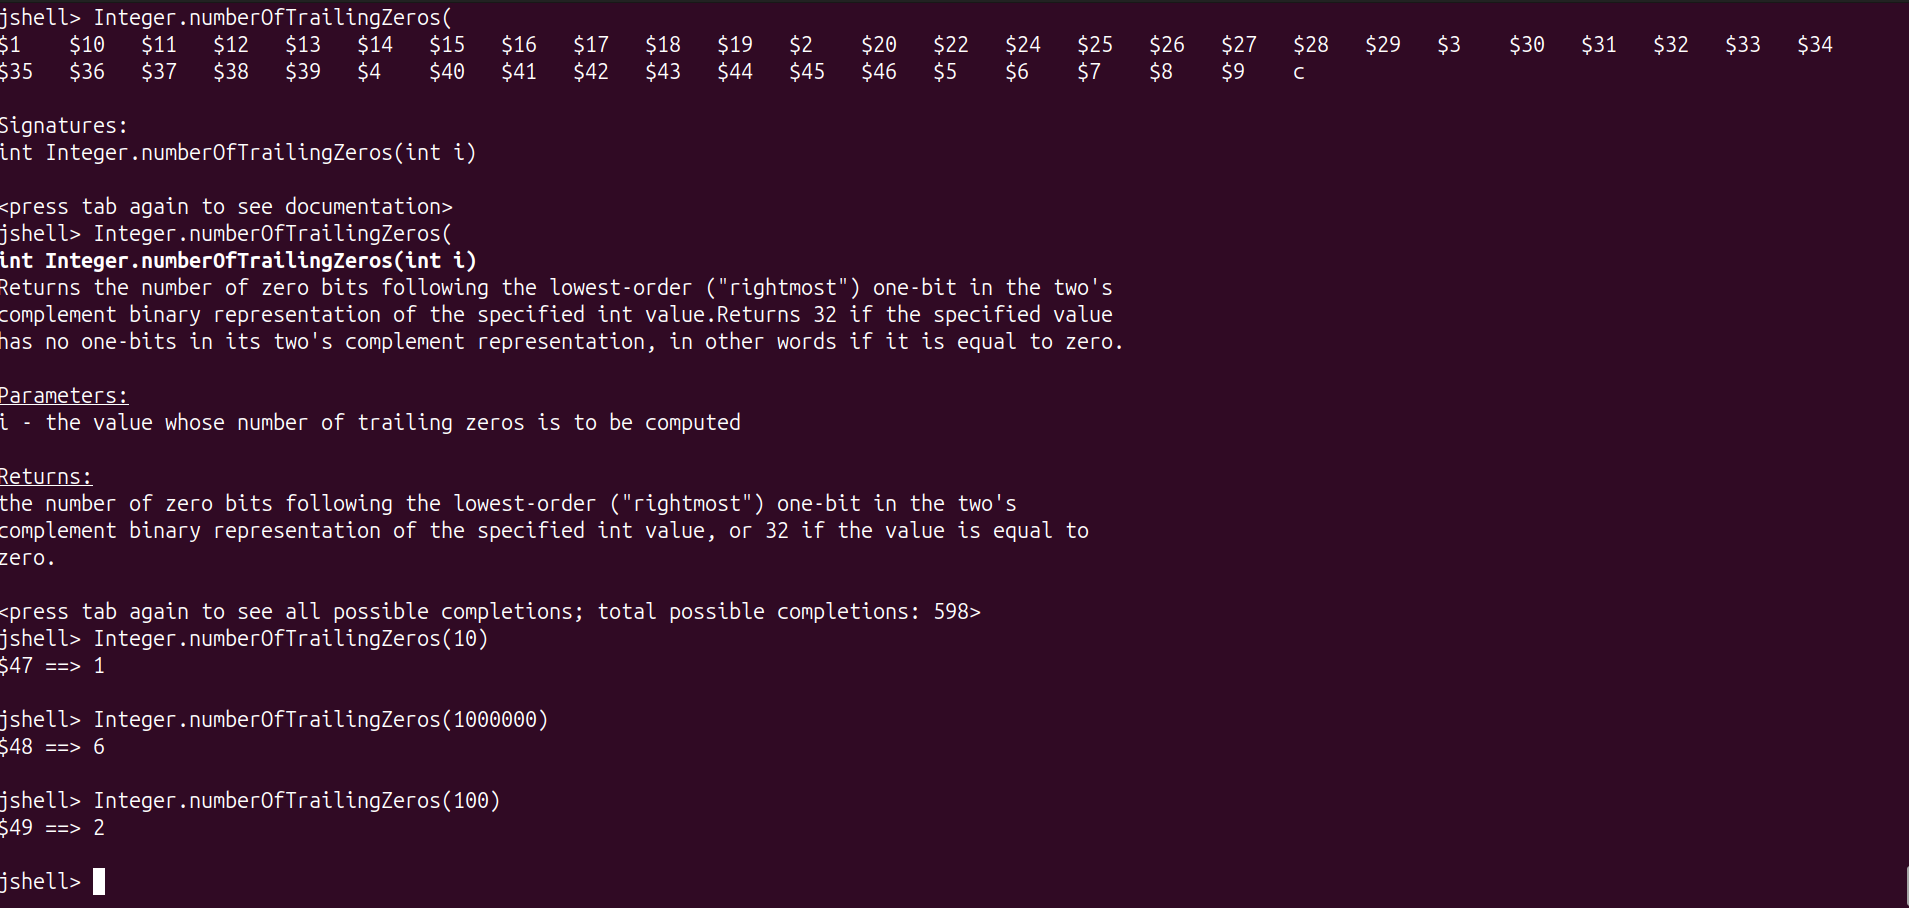 jshell> Integer.numberOfTrailingZeros(
$1 $10 $11 $12 $13 $14 $15 $16 $17 $18 $19 $2 $20 $22 $24 $25 $26 $27 $28 $29 $3 $30 $31 $32 $33 $34
$35 $36 $37 $38 $39 $4 $40 $41 $42 $43 $44 $45 $46 $5 $6 $7 $8 $9 c
Signatures:
int Integer.numberOfTrailingZeros(int i)
<press tab again to see documentation>
jshell> Integer.numberOfTrailingZeros(
int Integer.numberOfTrailingZeros(int i)
Returns the number of zero bits following the lowest-order ("rightmost") one-bit in the two's
complement binary representation of the specified int value.Returns 32 if the specified value
has no one-bits in its two's complement representation, in other words if it is equal to zero.
Parameters:
i - the value whose number of trailing zeros is to be computed
Returns:
the number of zero bits following the lowest-order ("rightmost") one-bit in the two's
complement binary representation of the specified int value, or 32 if the value is equal to
zero.
<press tab again to see all possible completions; total possible completions: 598>
jshell> Integer.numberOfTrailingZeros(10)
$47 ==> 1
jshell> Integer.numberOfTrailingZeros(1000000)
$48 ==> 6
jshell> Integer.numberOfTrailingZeros(100)
$49 ==> 2
jshell>